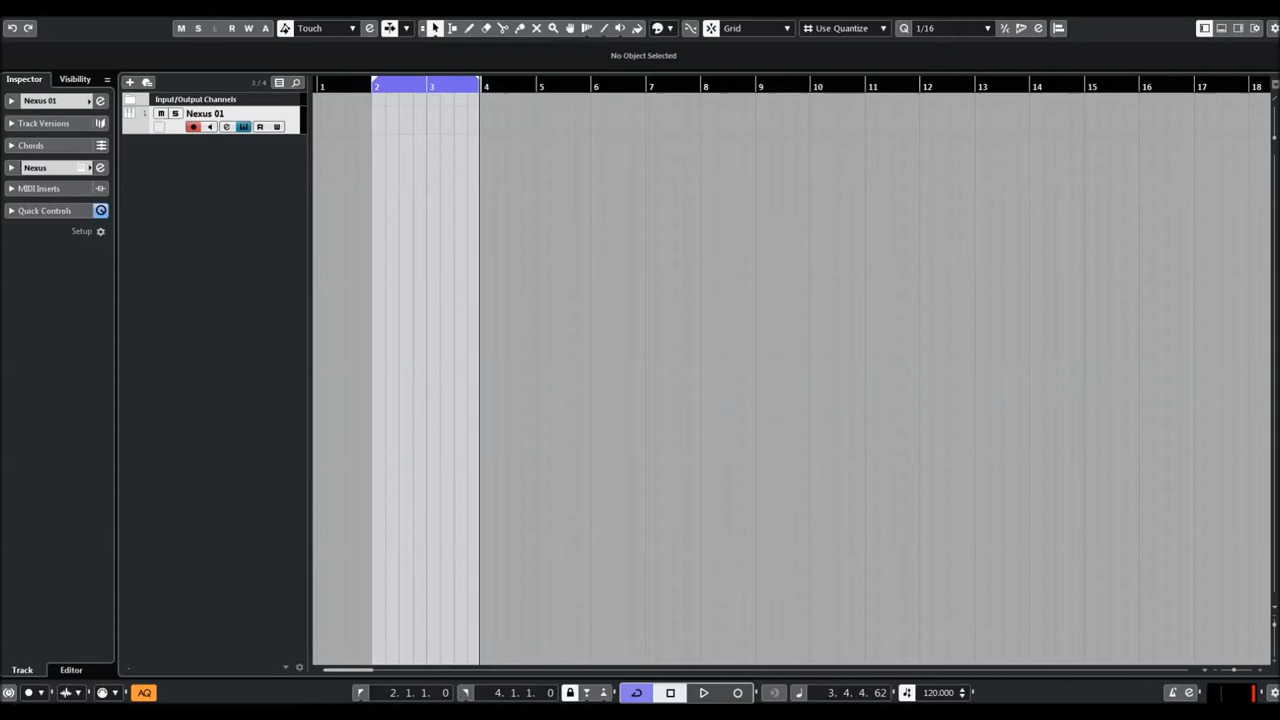 M S L R W A Touch Grid Use Quantize Q 1/16
No Object Selected
Inspector Visibility
3 / 4
1 2 3 4 5 6 7 8 9 10 11 12 13 14 15 16 17 18
Nexus 01 e
Input/Output Channels
1 m S Nexus 01
e R W
Track Versions
Chords
Nexus e
MIDI Inserts
Quick Controls
Setup
Track Editor
AQ 2. 1. 1. 0 4. 1. 1. 0 3. 4. 4. 62 120.000